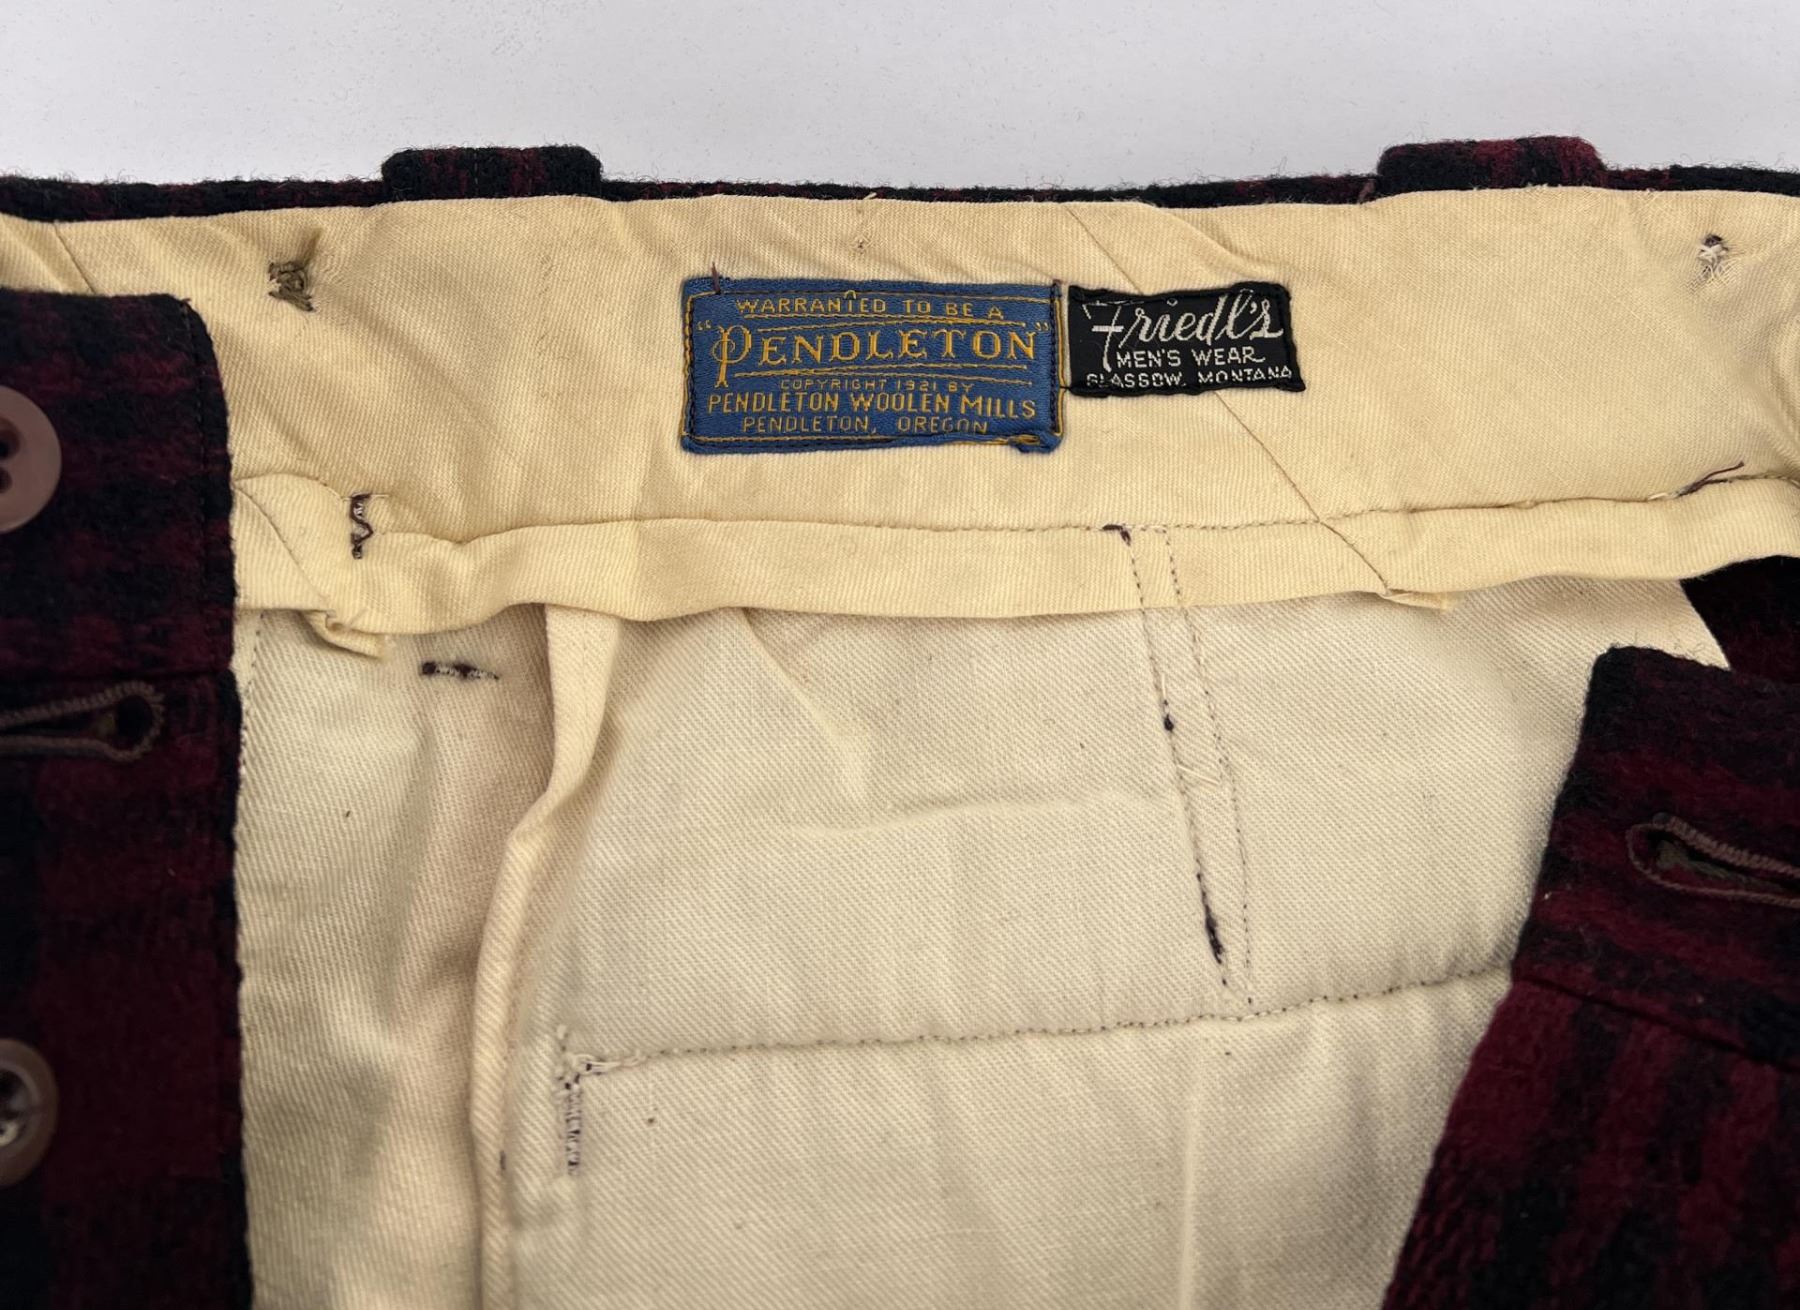 WARRANTED TO BE A
"PENDLETON"
COPYRIGHT 1921 BY
PENDLETON WOOLEN MILLS
PENDLETON, OREGON
Friedl's
MEN'S WEAR
GLASGOW, MONTANA